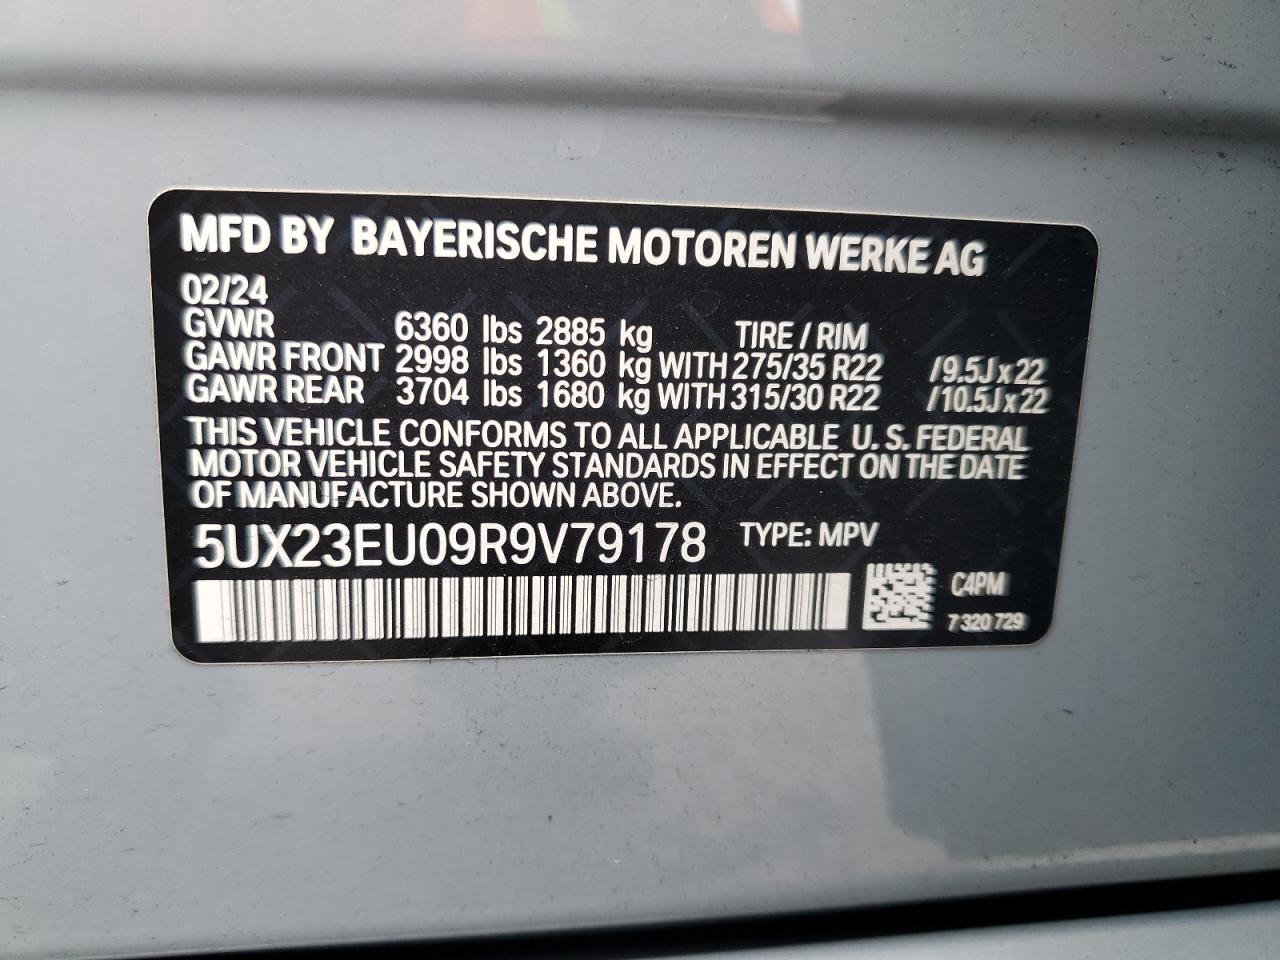 MFD BY BAYERISCHE MOTOREN WERKE AG
02/24
GVWR 6360 lbs 2885 kg TIRE / RIM
GAWR FRONT 2998 lbs 1360 kg WITH 275/35 R22 /9.5J x 22
GAWR REAR 3704 lbs 1680 kg WITH 315/30 R22 /10.5J x 22
THIS VEHICLE CONFORMS TO ALL APPLICABLE U. S. FEDERAL
MOTOR VEHICLE SAFETY STANDARDS IN EFFECT ON THE DATE
OF MANUFACTURE SHOWN ABOVE.
5UX23EU09R9V79178 TYPE: MPV
C4PM
7 320 729